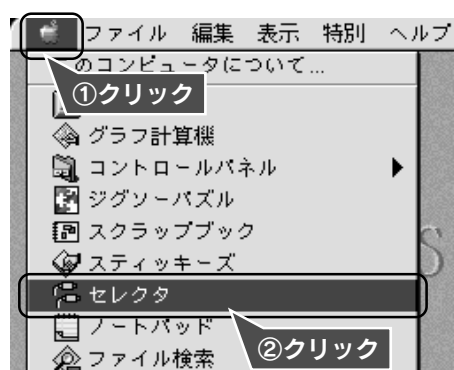 ファイル 編集 表示 特別 ヘルプ
のコンピュータについて...
①クリック
グラフ計算機
コントロールパネル
ジグソーパズル
スクラップブック
スティッキーズ
セレクタ
ノートパッド
②クリック
ファイル検索